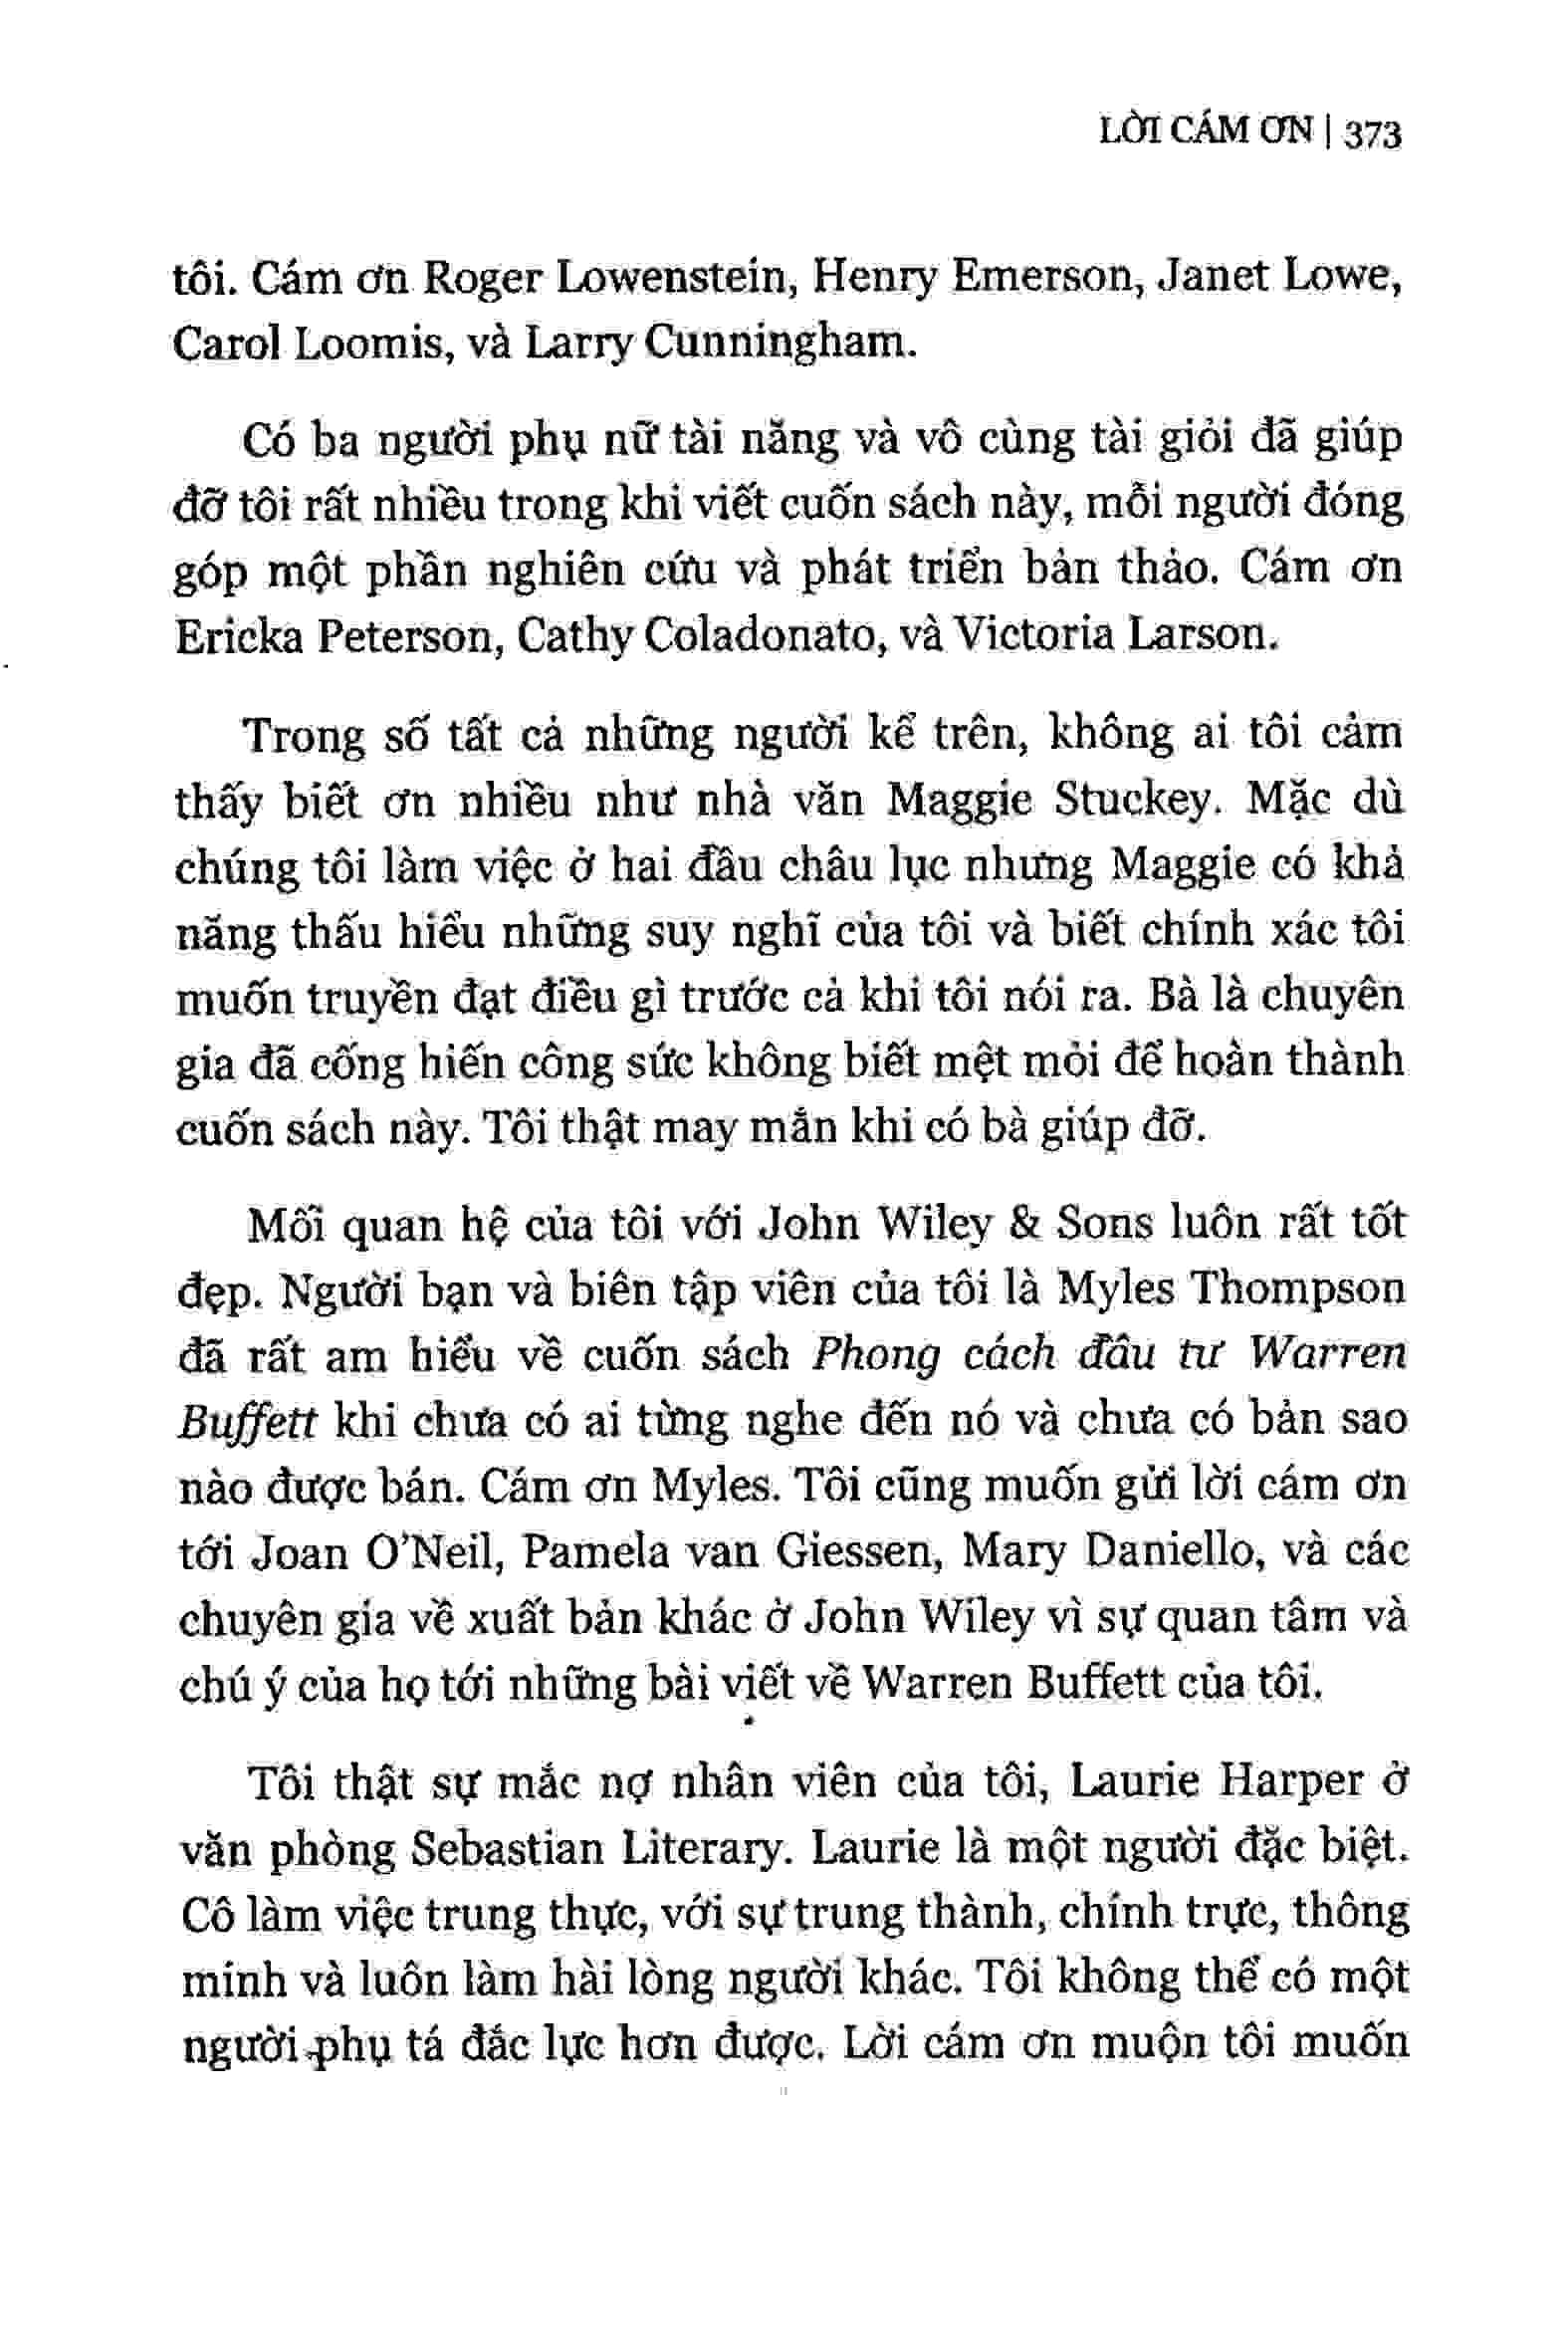 LỜI CÁM ƠN | 373
tôi. Cám ơn Roger Lowenstein, Henry Emerson, Janet Lowe,
Carol Loomis, và Larry Cunningham.
Có ba người phụ nữ tài năng và vô cùng tài giỏi đã giúp
đỡ tôi rất nhiều trong khi viết cuốn sách này, mỗi người đóng
góp một phần nghiên cứu và phát triển bản thảo. Cám ơn
Ericka Peterson, Cathy Coladonato, và Victoria Larson.
Trong số tất cả những người kể trên, không ai tôi cảm
thấy biết ơn nhiều như nhà văn Maggie Stuckey. Mặc dù
chúng tôi làm việc ở hai đầu châu lục nhưng Maggie có khả
năng thấu hiểu những suy nghĩ của tôi và biết chính xác tôi
muốn truyền đạt điều gì trước cả khi tôi nói ra. Bà là chuyên
gia đã cống hiến công sức không biết mệt mỏi để hoàn thành
cuốn sách này. Tôi thật may mắn khi có bà giúp đỡ.
Mối quan hệ của tôi với John Wiley & Sons luôn rất tốt
đẹp. Người bạn và biên tập viên của tôi là Myles Thompson
đã rất am hiểu về cuốn sách Phong cách đầu tư Warren
Buffett khi chưa có ai từng nghe đến nó và chưa có bản sao
nào được bán. Cám ơn Myles. Tôi cũng muốn gửi lời cám ơn
tới Joan O'Neil, Pamela van Giessen, Mary Daniello, và các
chuyên gia về xuất bản khác ở John Wiley vì sự quan tâm và
chú ý của họ tới những bài viết về Warren Buffett của tôi.
Tôi thật sự mắc nợ nhân viên của tôi, Laurie Harper ở
văn phòng Sebastian Literary. Laurie là một người đặc biệt.
Cô làm việc trung thực, với sự trung thành, chính trực, thông
minh và luôn làm hài lòng người khác. Tôi không thể có một
người phụ tá đắc lực hơn được. Lời cám ơn muộn tôi muốn